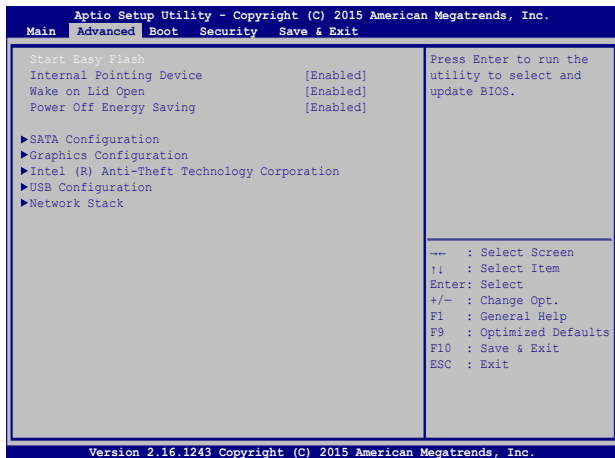 Aptio Setup Utility - Copyright (C) 2015 American Megatrends, Inc.
Main Advanced Boot Security Save & Exit
Start Easy Flash
Internal Pointing Device [Enabled]
Wake on Lid Open [Enabled]
Power Off Energy Saving [Enabled]
▶SATA Configuration
▶Graphics Configuration
▶Intel (R) Anti-Theft Technology Corporation
▶USB Configuration
▶Network Stack
Press Enter to run the
utility to select and
update BIOS.
→← : Select Screen
↑↓ : Select Item
Enter: Select
+/— : Change Opt.
F1 : General Help
F9 : Optimized Defaults
F10 : Save & Exit
ESC : Exit
Version 2.16.1243 Copyright (C) 2015 American Megatrends, Inc.